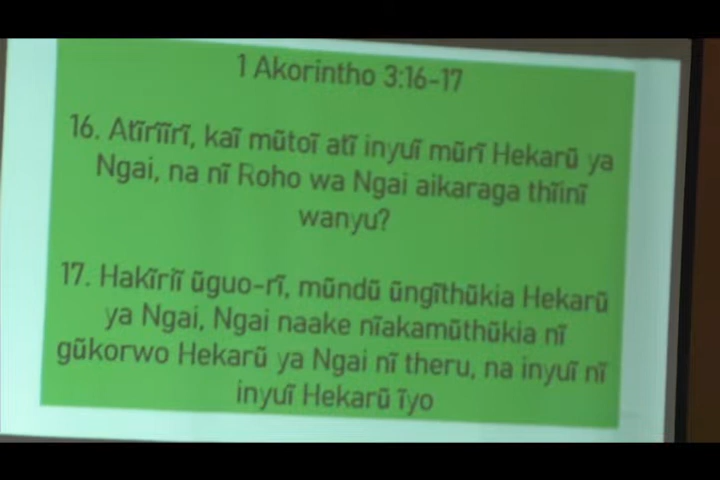 1 Akorintho 3:16-17
16. Atĩrĩĩrĩ, kaĩ mũtoĩ atĩ inyuĩ mũrĩ Hekarũ ya
Ngai, na nĩ Roho wa Ngai aikaraga thĩinĩ
wanyu?
17. Hakĩriĩ ũguo-rĩ, mũndũ ũngĩthũkia Hekarũ
ya Ngai, Ngai naake nĩakamũthũkia nĩ
gũkorwo Hekarũ ya Ngai nĩ theru, na inyuĩ nĩ
inyuĩ Hekarũ ĩyo